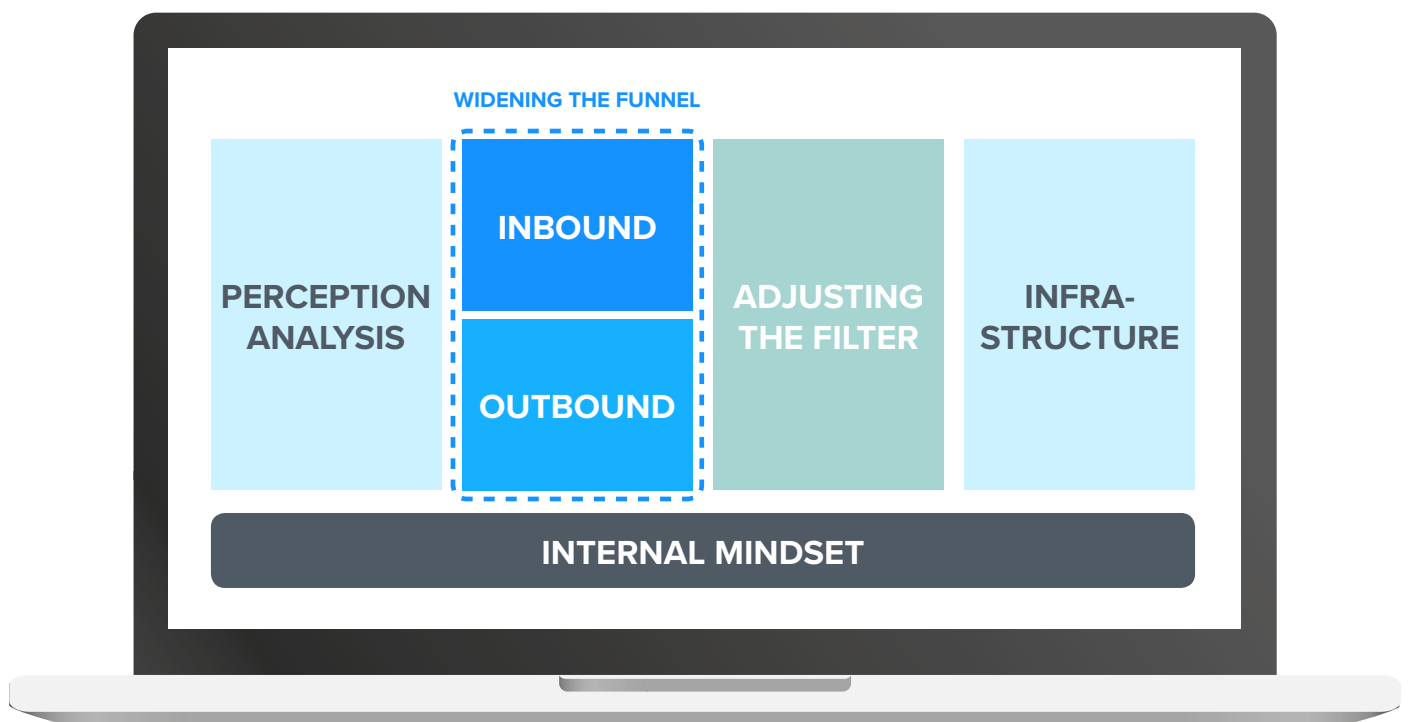 WIDENING THE FUNNEL
PERCEPTION
ANALYSIS
INBOUND
OUTBOUND
ADJUSTING
THE FILTER
INFRA-
STRUCTURE
INTERNAL MINDSET